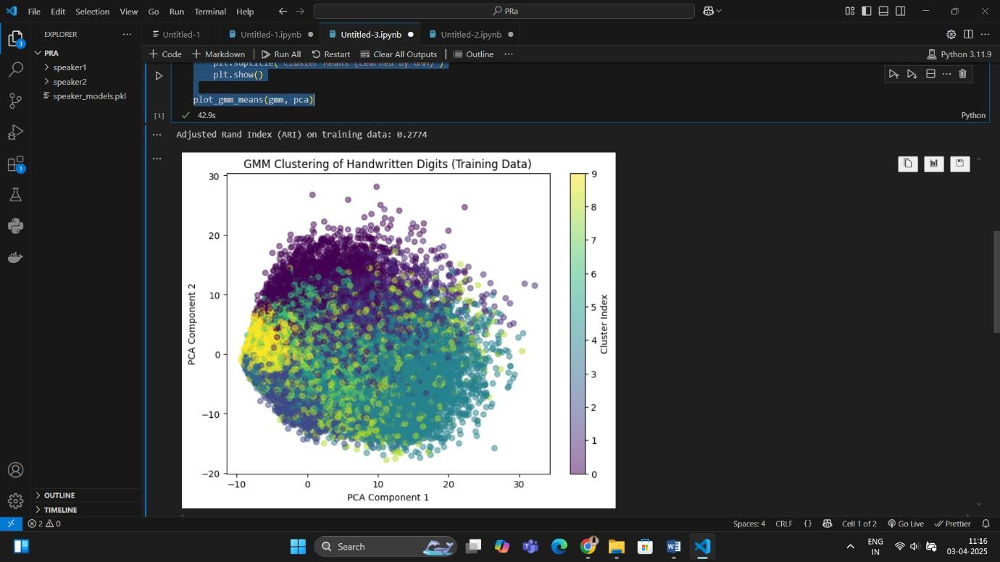 File Edit Selection View Go Run Terminal Help
PRa
EXPLORER
PRA
speaker1
speaker2
speaker_models.pkl
OUTLINE
TIMELINE
3
1
Untitled-1
Untitled-1.ipynb
Untitled-3.ipynb
Untitled-2.ipynb
Code
Markdown
Run All
Restart
Clear All Outputs
Outline
Python 3.11.9
plt.suptitle("Cluster Means (Learned by GMM)")
plt.show()
plot_gmm_means(gmm, pca)
[1]
42.9s
Python
Adjusted Rand Index (ARI) on training data: 0.2774
GMM Clustering of Handwritten Digits (Training Data)
30
20
10
0
−10
−20
PCA Component 2
−10 0 10 20 30
PCA Component 1
9
8
7
6
5
4
3
2
1
0
Cluster Index
2 0
Spaces: 4 CRLF {} Cell 1 of 2 Go Live Prettier
Search
ENG
IN
11:16
03-04-2025